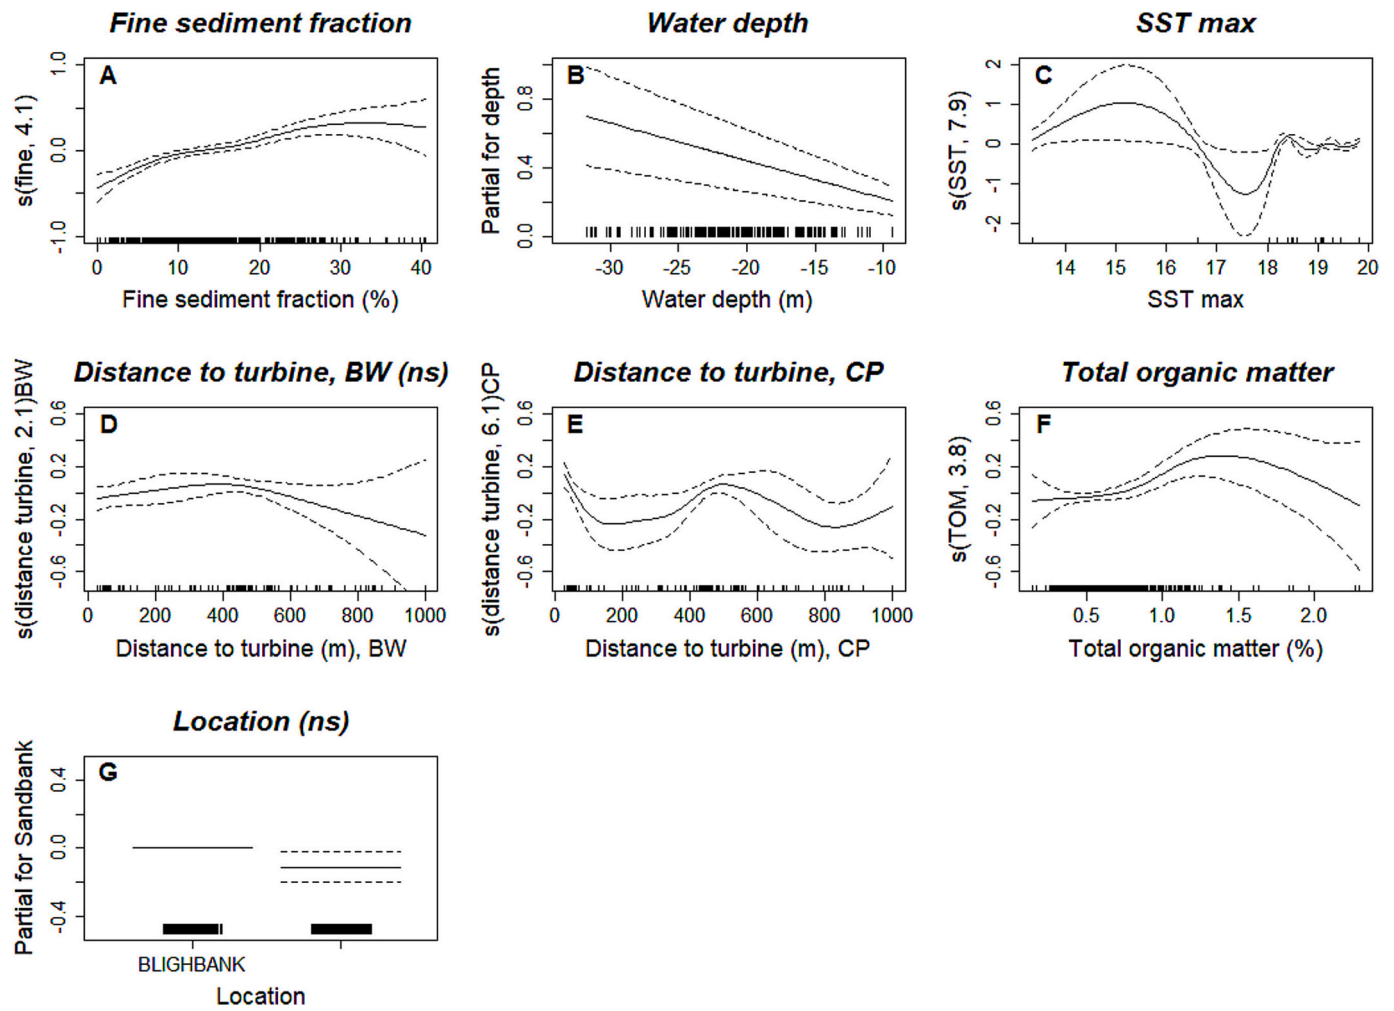 Fine sediment fraction
A
s(fine, 4.1)
1.0
0.0
-1.0
0
10
20
30
40
Fine sediment fraction (%)
Water depth
B
Partial for depth
0.8
0.4
0.0
-30
-25
-20
-15
-10
Water depth (m)
SST max
C
s(SST, 7.9)
2
1
0
-1
-2
14
15
16
17
18
19
20
SST max
Distance to turbine, BW (ns)
D
s(distance turbine, 2.1)BW
0.6
0.2
-0.2
-0.6
0
200
400
600
800
1000
Distance to turbine (m), BW
Distance to turbine, CP
E
s(distance turbine, 6.1)CP
0.6
0.2
-0.2
-0.6
200
400
600
800
1000
Distance to turbine (m), CP
Total organic matter
F
s(TOM, 3.8)
0.6
0.2
-0.2
-0.6
0.5
1.0
1.5
2.0
Total organic matter (%)
Location (ns)
G
Partial for Sandbank
0.4
0.0
-0.4
BLIGHBANK
Location